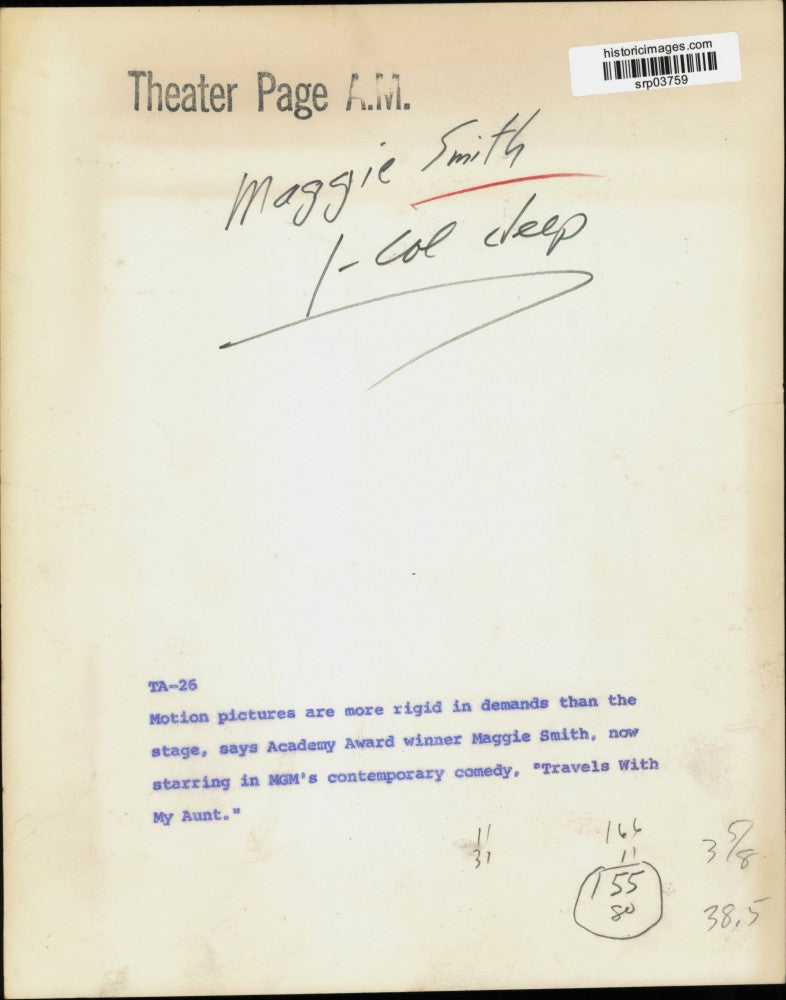 historicimages.com
srp03759
Theater Page A.M.
Maggie Smith
1-Col deep
TA-26
Motion pictures are more rigid in demands than the
stage, says Academy Award winner Maggie Smith, now
starring in MGM's contemporary comedy, "Travels With
My Aunt."
11
31
166
11
155
80
3 5/8
38.5